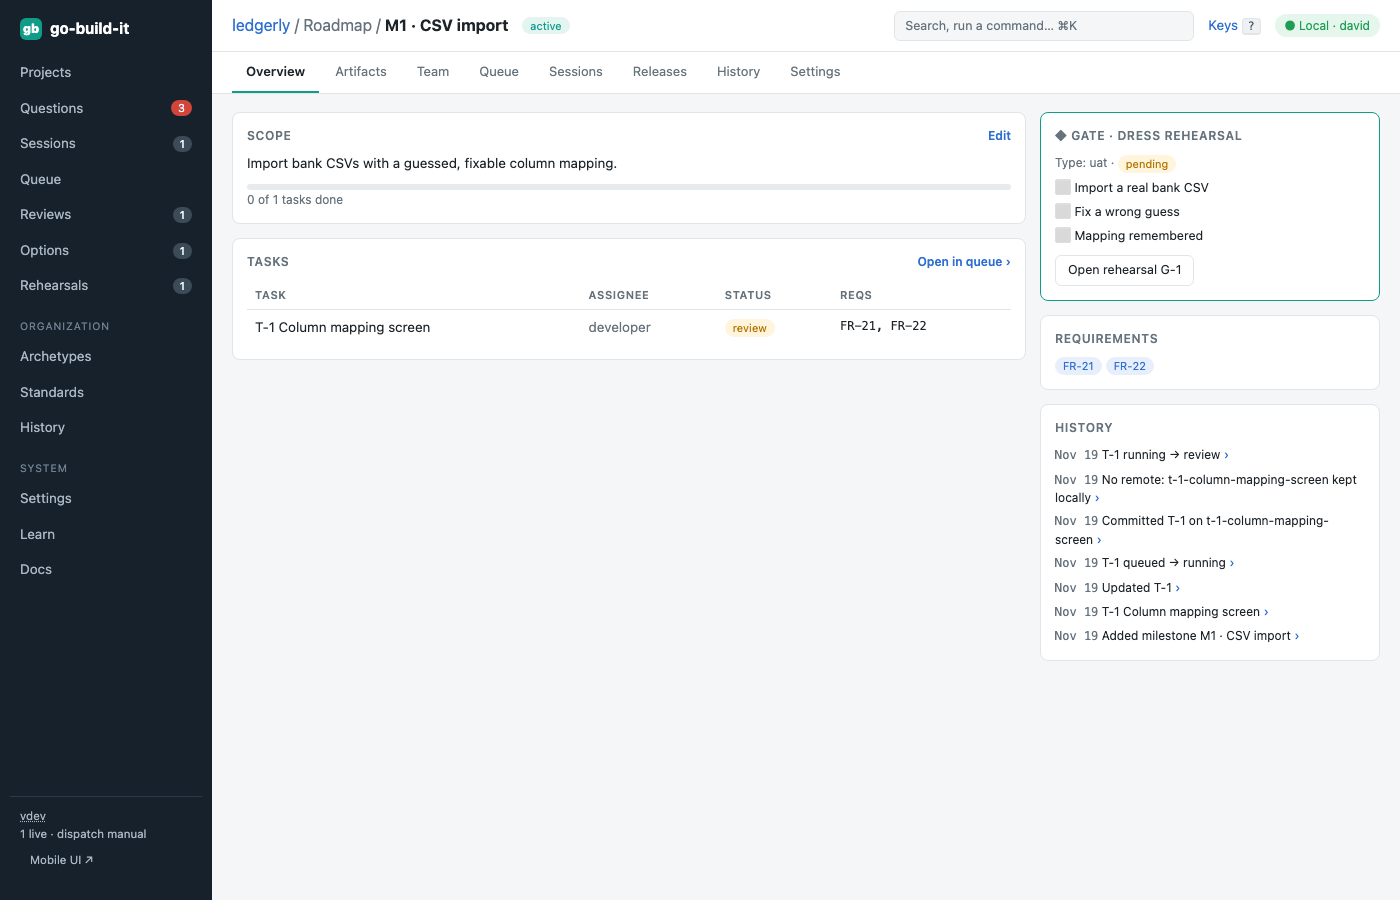 gb go-build-it
Projects
Questions 3
Sessions 1
Queue
Reviews 1
Options 1
Rehearsals 1
ORGANIZATION
Archetypes
Standards
History
SYSTEM
Settings
Learn
Docs
vdev
1 live · dispatch manual
Mobile UI ↗
ledgerly / Roadmap / M1 · CSV import active
Search, run a command... ⌘K
Keys ?
Local · david
Overview Artifacts Team Queue Sessions Releases History Settings
SCOPE Edit
Import bank CSVs with a guessed, fixable column mapping.
0 of 1 tasks done
TASKS Open in queue ›
TASK ASSIGNEE STATUS REQS
T-1 Column mapping screen developer review FR-21, FR-22
◆ GATE · DRESS REHEARSAL
Type: uat · pending
Import a real bank CSV
Fix a wrong guess
Mapping remembered
Open rehearsal G-1
REQUIREMENTS
FR-21 FR-22
HISTORY
Nov 19 T-1 running → review ›
Nov 19 No remote: t-1-column-mapping-screen kept
locally ›
Nov 19 Committed T-1 on t-1-column-mapping-
screen ›
Nov 19 T-1 queued → running ›
Nov 19 Updated T-1 ›
Nov 19 T-1 Column mapping screen ›
Nov 19 Added milestone M1 · CSV import ›